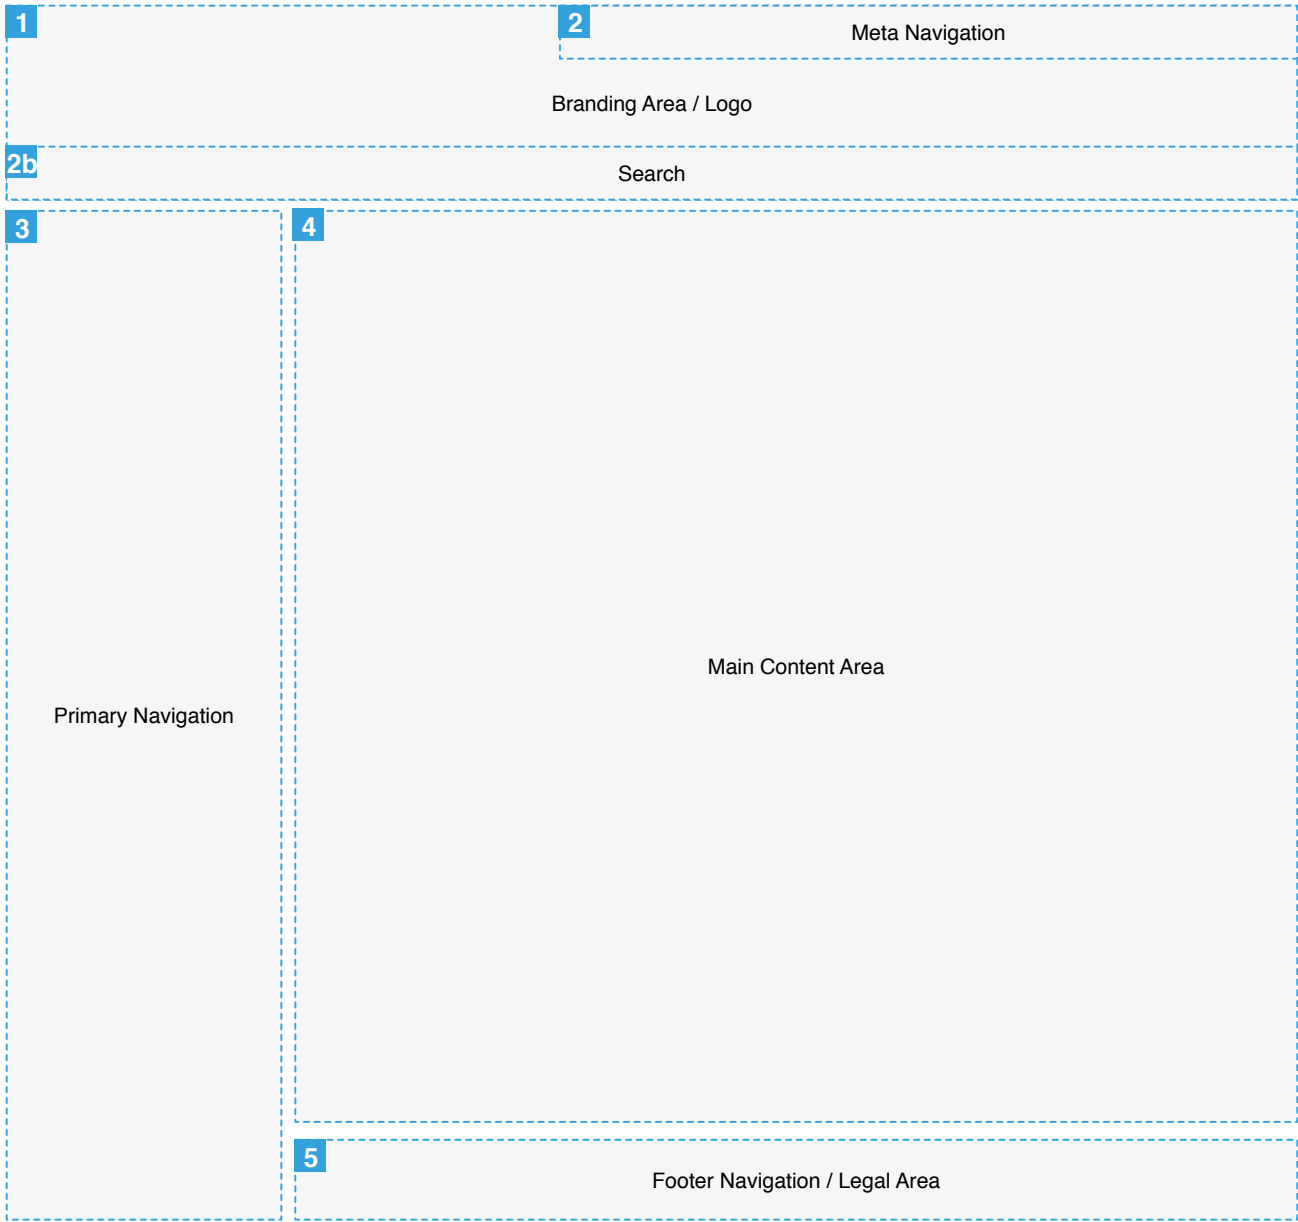 1
2
Meta Navigation
Branding Area / Logo
2b
Search
3
4
Main Content Area
Primary Navigation
5
Footer Navigation / Legal Area